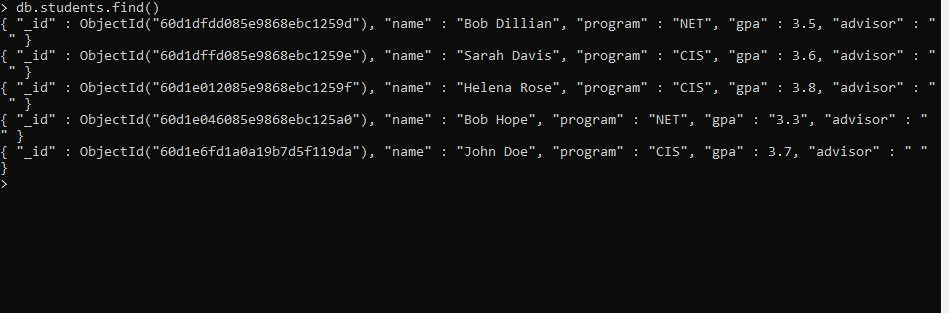 > db.students.find()
{ "_id" : ObjectId("60d1dfdd085e9868ebc1259d"), "name" : "Bob Dillian", "program" : "NET", "gpa" : 3.5, "advisor" : "
 " }
{ "_id" : ObjectId("60d1dffd085e9868ebc1259e"), "name" : "Sarah Davis", "program" : "CIS", "gpa" : 3.6, "advisor" : "
 " }
{ "_id" : ObjectId("60d1e012085e9868ebc1259f"), "name" : "Helena Rose", "program" : "CIS", "gpa" : 3.8, "advisor" : "
 " }
{ "_id" : ObjectId("60d1e046085e9868ebc125a0"), "name" : "Bob Hope", "program" : "NET", "gpa" : "3.3", "advisor" : "
" }
{ "_id" : ObjectId("60d1e6fd1a0a19b7d5f119da"), "name" : "John Doe", "program" : "CIS", "gpa" : 3.7, "advisor" : " "
}
>